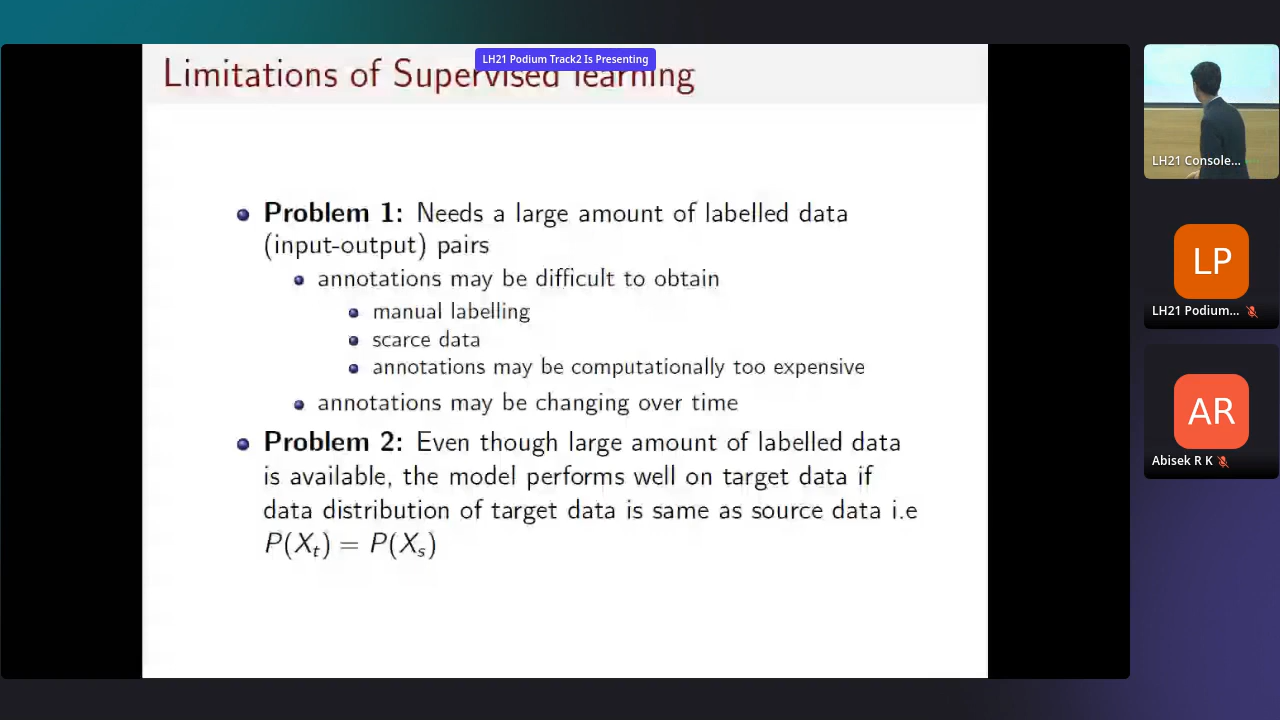 LH21 Podium Track2 Is Presenting
Limitations of Supervised learning
Problem 1: Needs a large amount of labelled data
(input-output) pairs
annotations may be difficult to obtain
manual labelling
scarce data
annotations may be computationally too expensive
annotations may be changing over time
Problem 2: Even though large amount of labelled data
is available, the model performs well on target data if
data distribution of target data is same as source data i.e
P(Xₜ) = P(Xₛ)
LH21 Console...
LP
LH21 Podium...
AR
Abisek R K